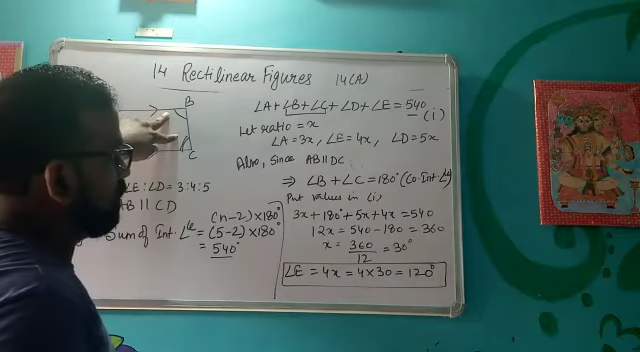 14 Rectilinear Figures 14(A)
B
C
∠E:∠D = 3:4:5
AB || CD
Sum of Int. ∠s = (n-2)×180°
= (5-2)×180°
= 540°
∠A+∠B+∠C+∠D+∠E = 540 (i)
Let ratio = x
∠A=3x, ∠E=4x, ∠D=5x
Also, Since AB||DC
⇒ ∠B+∠C=180° (Co. Int. ∠s)
Put values in (i)
3x+180°+5x+4x=540
12x = 540-180 = 360
x = 360/12 = 30°
∠E = 4x = 4×30 = 120°